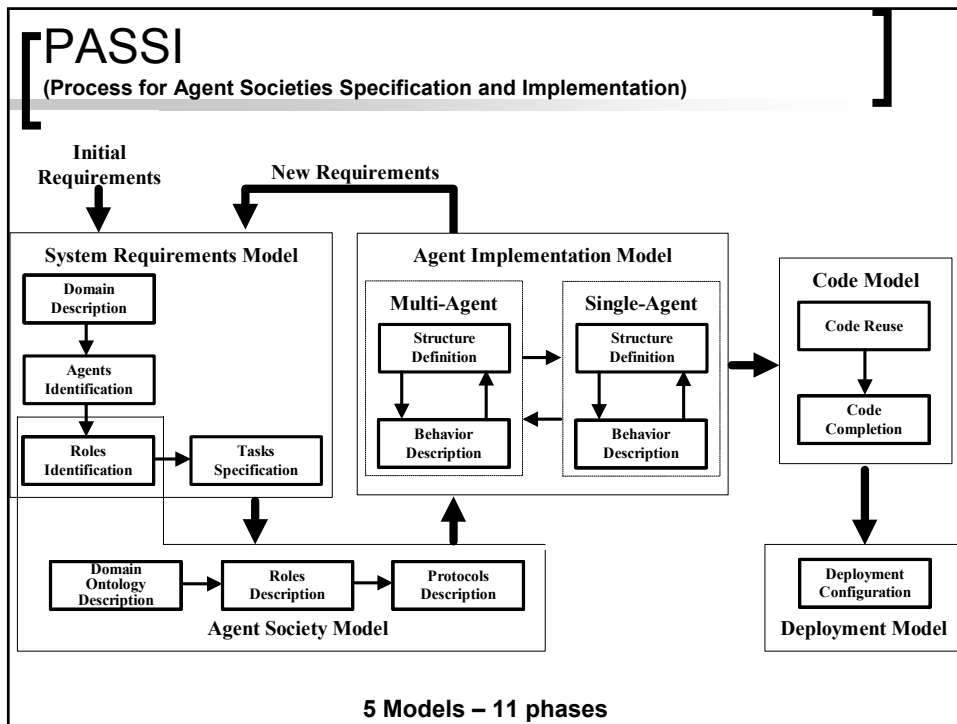 PASSI
(Process for Agent Societies Specification and Implementation)
Initial
Requirements
New Requirements
System Requirements Model
Domain
Description
Agents
Identification
Roles
Identification
Tasks
Specification
Agent Implementation Model
Multi-Agent
Structure
Definition
Behavior
Description
Single-Agent
Structure
Definition
Behavior
Description
Code Model
Code Reuse
Code
Completion
Domain
Ontology
Description
Roles
Description
Protocols
Description
Agent Society Model
Deployment
Configuration
Deployment Model
5 Models – 11 phases